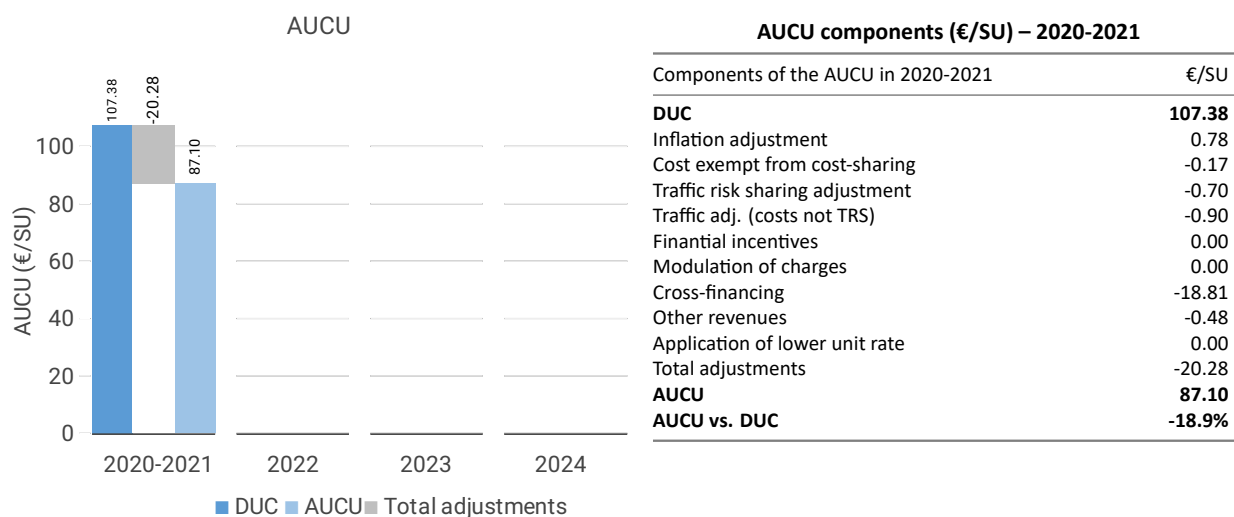 AUCU
107.38
-20.28
87.10
AUCU (€/SU)
100
80
60
40
20
0
2020-2021
2022
2023
2024
DUC
AUCU
Total adjustments
AUCU components (€/SU) – 2020-2021
Components of the AUCU in 2020-2021 €/SU
DUC 107.38
Inflation adjustment 0.78
Cost exempt from cost-sharing -0.17
Traffic risk sharing adjustment -0.70
Traffic adj. (costs not TRS) -0.90
Finantial incentives 0.00
Modulation of charges 0.00
Cross-financing -18.81
Other revenues -0.48
Application of lower unit rate 0.00
Total adjustments -20.28
AUCU 87.10
AUCU vs. DUC -18.9%